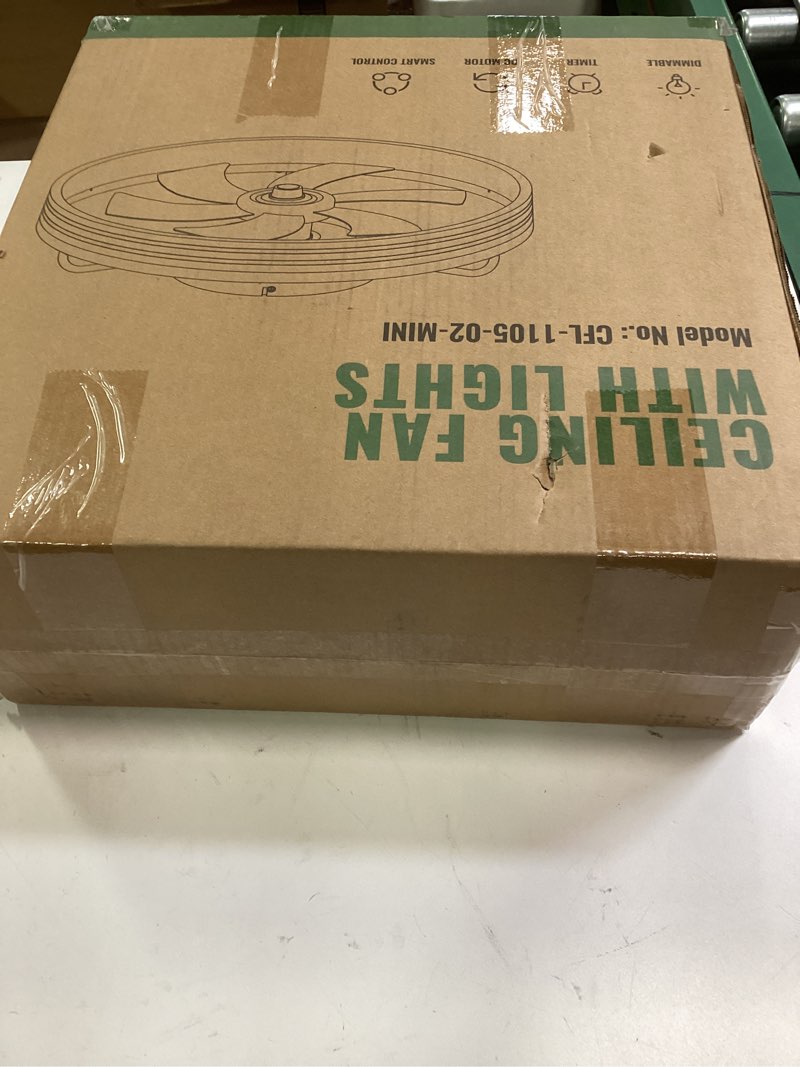 CEILING FAN
WITH LIGHTS
Model No.: CFL-1105-02-MINI
DIMMABLE
TIMER
DC MOTOR
SMART CONTROL